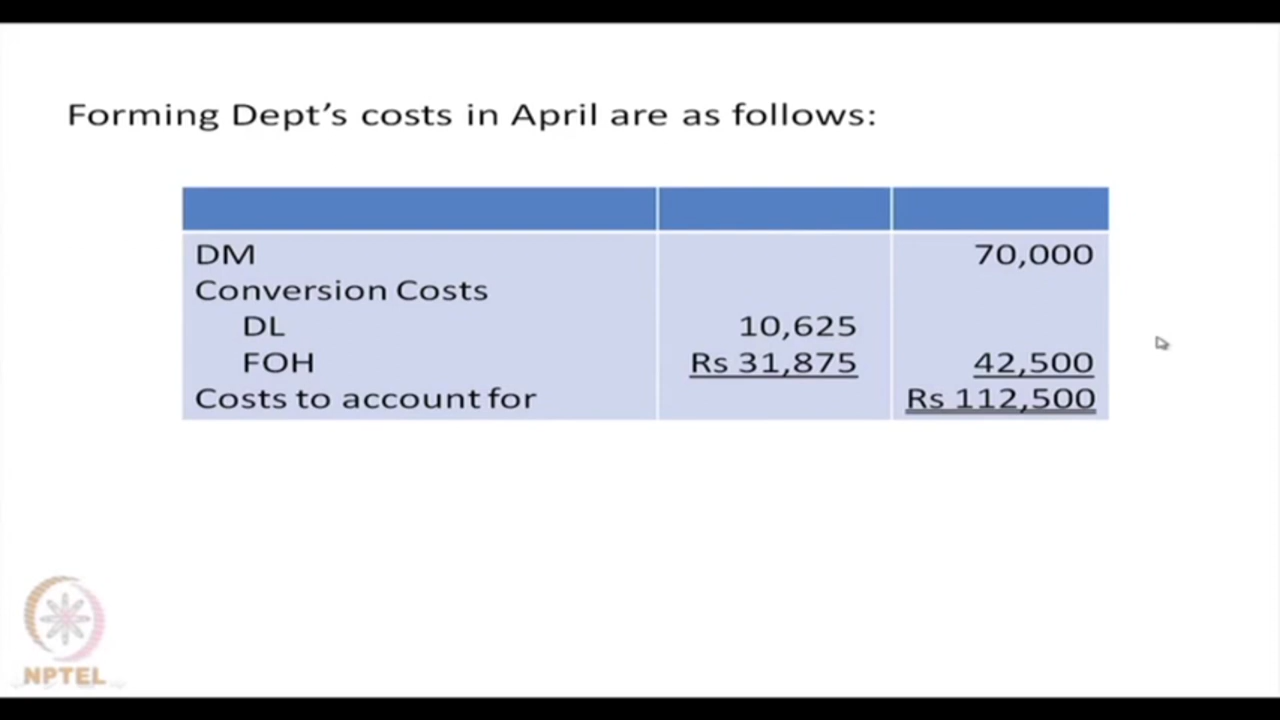 Forming Dept's costs in April are as follows:
DM 70,000
Conversion Costs
DL 10,625
FOH Rs 31,875 42,500
Costs to account for Rs 112,500
NPTEL